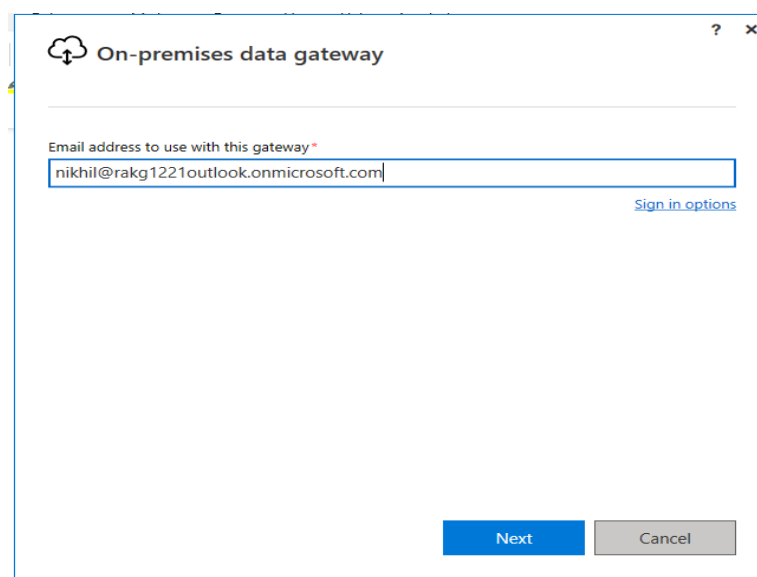 ? ×
On-premises data gateway
Email address to use with this gateway*
nikhil@rakg1221outlook.onmicrosoft.com
Sign in options
Next Cancel